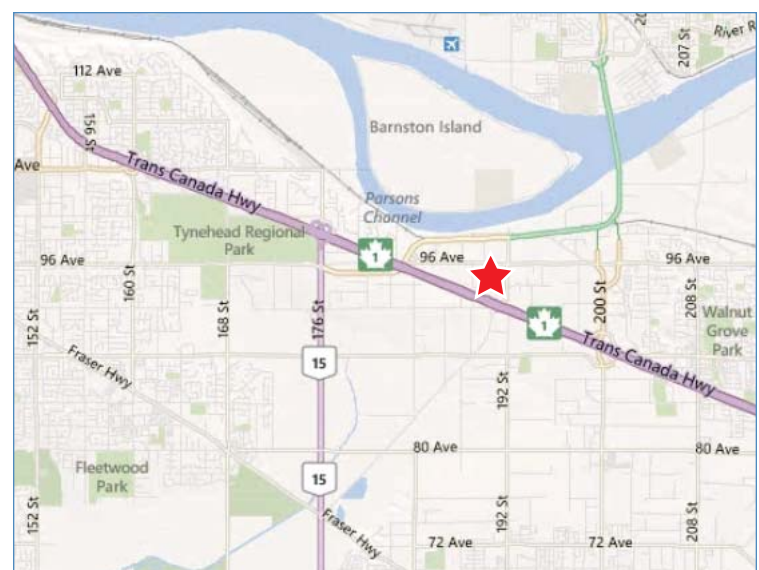 20
207 St
River R
112 Ave
156 St
Barnston Island
Ave
Trans Canada Hwy
Parsons
Channel
Tynehead Regional
Park
96 Ave
1
96 Ave
96 Ave
160 St
152 St
168 St
176 St
200 St
208 St
Walnut
Grove
Park
1
Trans Canada Hwy
Fraser Hwy
15
192 St
80 Ave
80 Ave
Fleetwood
Park
15
152 St
Fraser Hwy
192 St
208 St
72 Ave
72 Ave